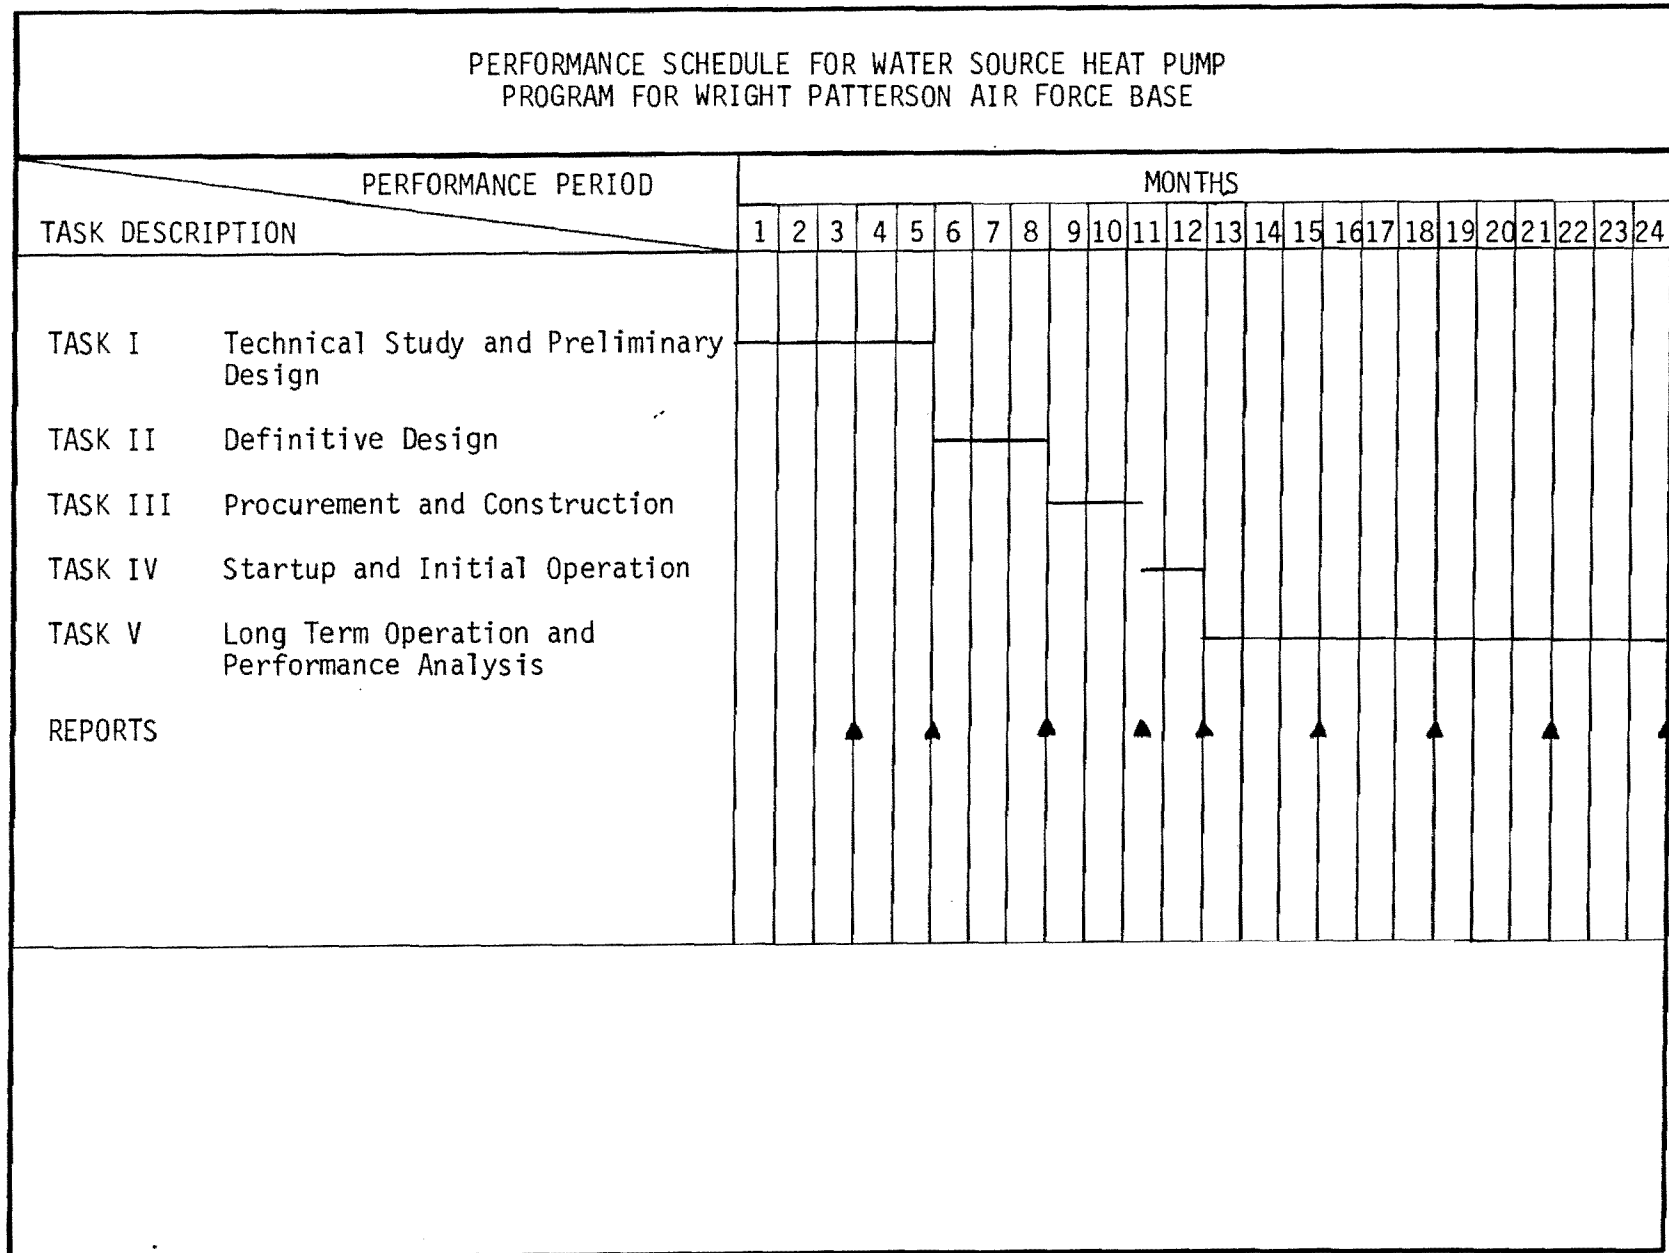 PERFORMANCE SCHEDULE FOR WATER SOURCE HEAT PUMP
PROGRAM FOR WRIGHT PATTERSON AIR FORCE BASE
PERFORMANCE PERIOD
MONTHS
TASK DESCRIPTION
1 2 3 4 5 6 7 8 9 10 11 12 13 14 15 16 17 18 19 20 21 22 23 24
TASK I Technical Study and Preliminary
Design
TASK II Definitive Design
TASK III Procurement and Construction
TASK IV Startup and Initial Operation
TASK V Long Term Operation and
Performance Analysis
REPORTS